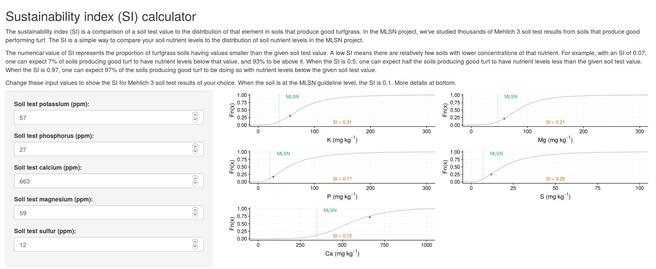 Sustainability index (SI) calculator
The sustainability index (SI) is a comparison of a soil test value to the distribution of that element in soils that produce good turfgrass. In the MLSN project, we've studied thousands of Mehlich 3 soil test results from soils that produce good
performing turf. The SI is a simple way to compare your soil nutrient levels to the distribution of soil nutrient levels in the MLSN project.
The numerical value of SI represents the proportion of turfgrass soils having values smaller than the given soil test value. A low SI means there are relatively few soils with lower concentrations of that nutrient. For example, with an SI of 0.07,
one can expect 7% of soils producing good turf to have nutrient levels below that value, and 93% to be above it. When the SI is 0.5, one can expect half the soils producing good turf to have nutrient levels less than the given soil test value.
When the SI is 0.97, one can expect 97% of the soils producing good turf to be doing so with nutrient levels below the given soil test value.
Change these input values to show the SI for Mehlich 3 soil test results of your choice. When the soil is at the MLSN guideline level, the SI is 0.1. More details at bottom.
Soil test potassium (ppm):
57
Soil test phosphorus (ppm):
27
Soil test calcium (ppm):
663
Soil test magnesium (ppm):
59
Soil test sulfur (ppm):
12
Fn(x)
1.00
0.75
0.50
0.25
0.00
MLSN
SI = 0.31
0 100 200 300
K (mg kg⁻¹)
Fn(x)
1.00
0.75
0.50
0.25
0.00
MLSN
SI = 0.21
0 100 200 300
Mg (mg kg⁻¹)
Fn(x)
1.00
0.75
0.50
0.25
0.00
MLSN
SI = 0.17
0 100 200 300
P (mg kg⁻¹)
Fn(x)
1.00
0.75
0.50
0.25
0.00
MLSN
SI = 0.25
0 25 50 75 100
S (mg kg⁻¹)
Fn(x)
1.00
0.75
0.50
0.25
0.00
MLSN
SI = 0.72
0 250 500 750 1000
Ca (mg kg⁻¹)